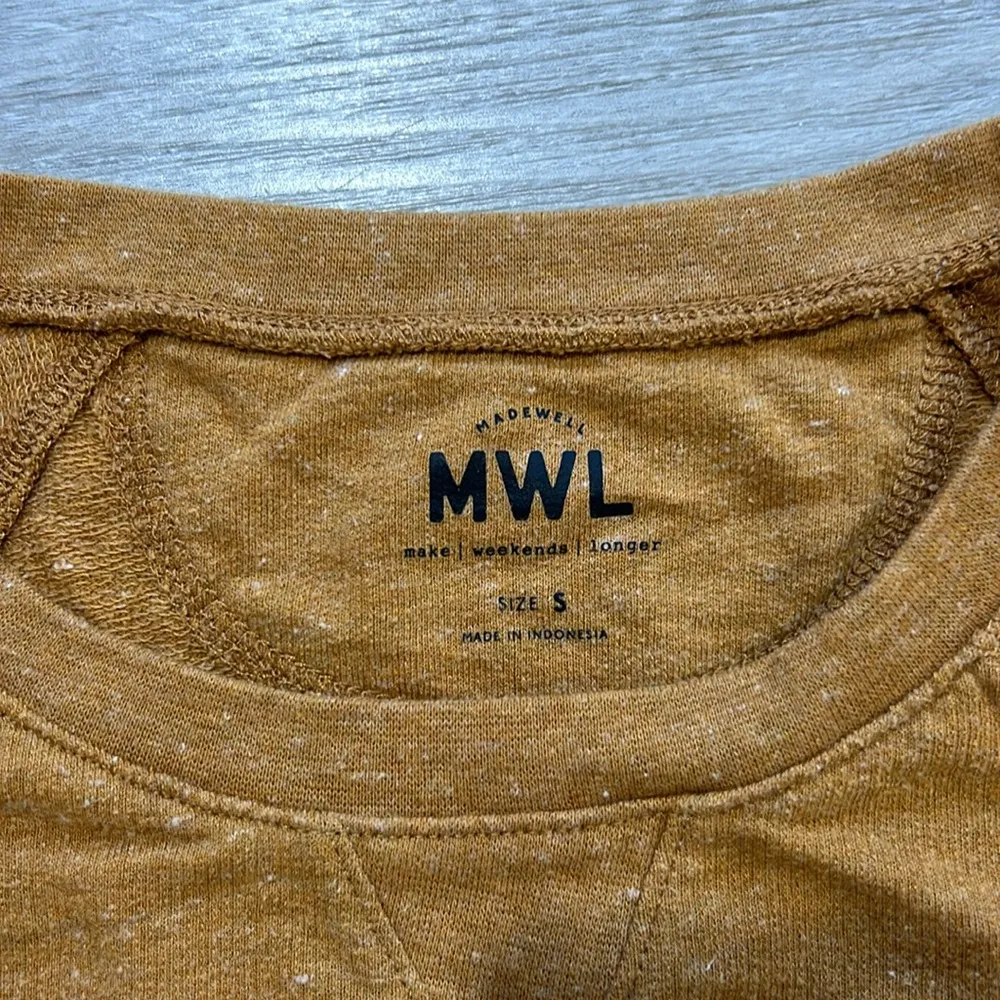 MADEWELL
MWL
make | weekends | longer
SIZE S
MADE IN INDONESIA